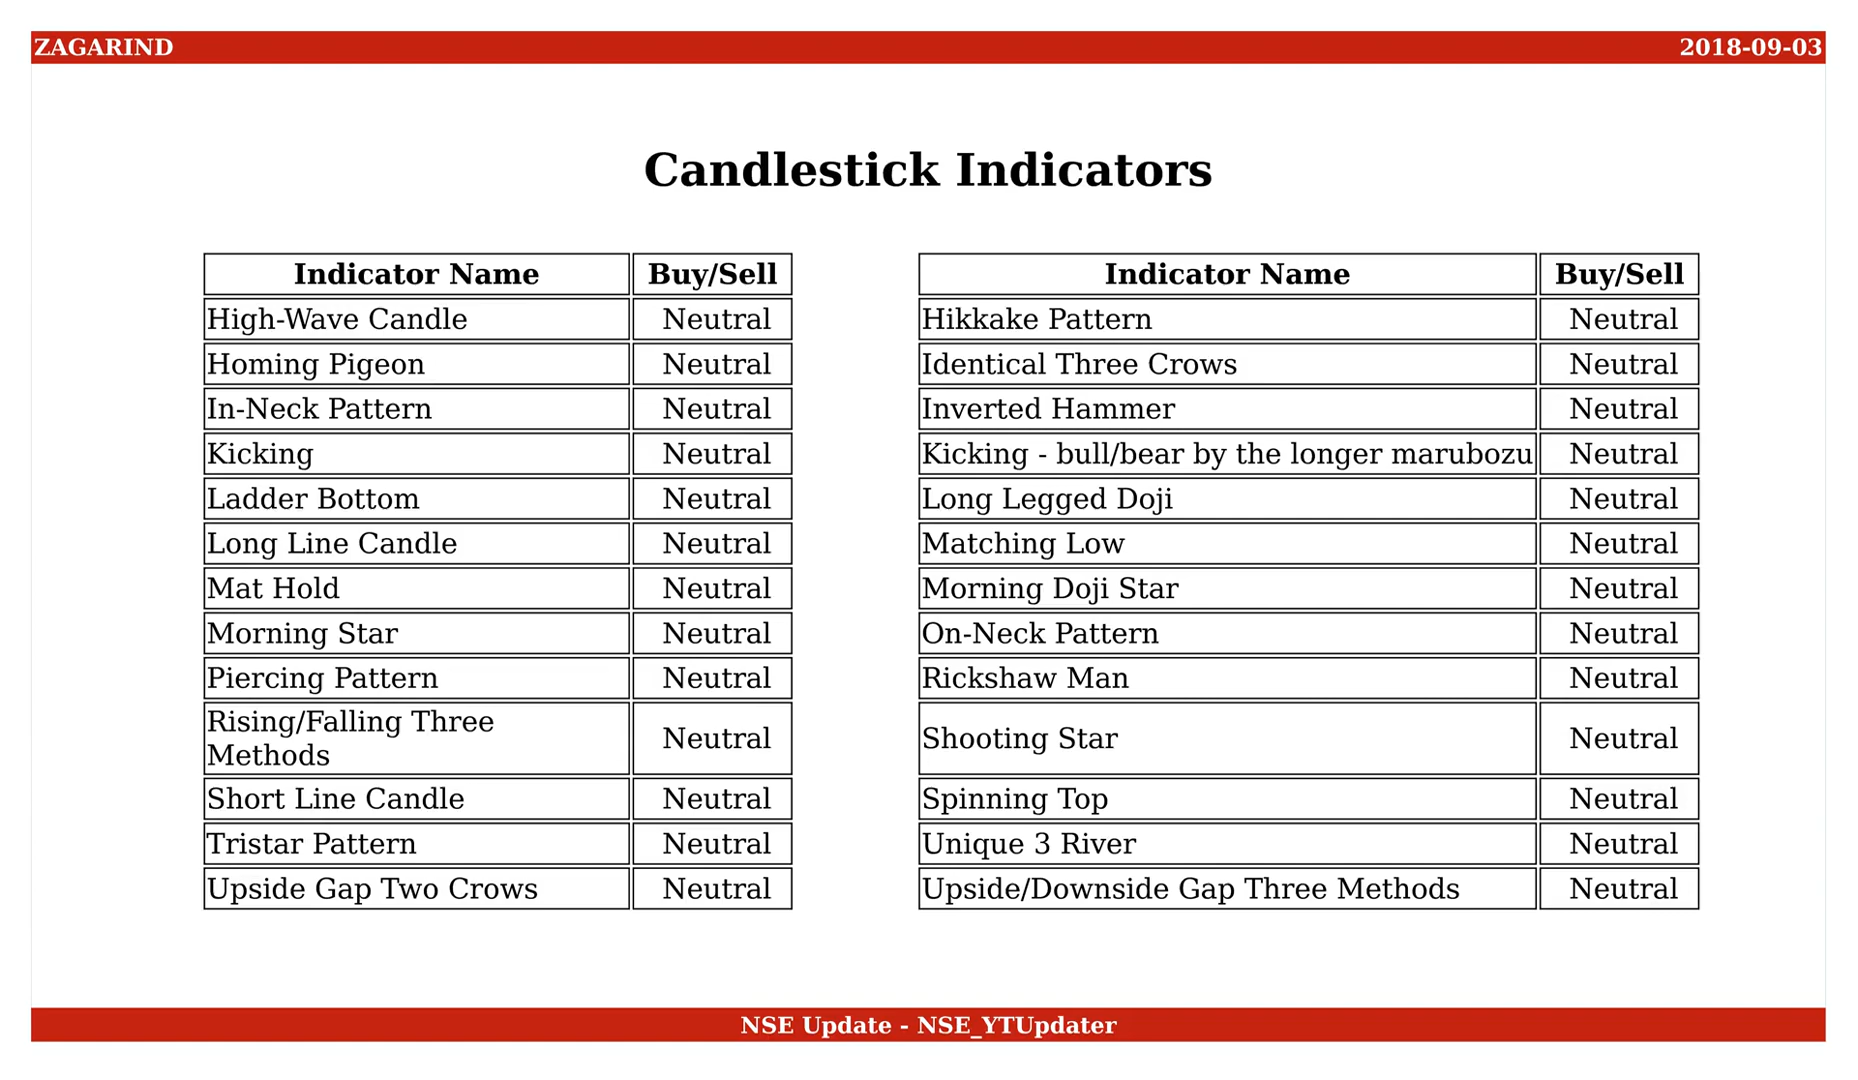 ZAGARIND 2018-09-03
Candlestick Indicators
Indicator Name Buy/Sell
High-Wave Candle Neutral
Homing Pigeon Neutral
In-Neck Pattern Neutral
Kicking Neutral
Ladder Bottom Neutral
Long Line Candle Neutral
Mat Hold Neutral
Morning Star Neutral
Piercing Pattern Neutral
Rising/Falling Three
Methods Neutral
Short Line Candle Neutral
Tristar Pattern Neutral
Upside Gap Two Crows Neutral
Indicator Name Buy/Sell
Hikkake Pattern Neutral
Identical Three Crows Neutral
Inverted Hammer Neutral
Kicking - bull/bear by the longer marubozu Neutral
Long Legged Doji Neutral
Matching Low Neutral
Morning Doji Star Neutral
On-Neck Pattern Neutral
Rickshaw Man Neutral
Shooting Star Neutral
Spinning Top Neutral
Unique 3 River Neutral
Upside/Downside Gap Three Methods Neutral
NSE Update - NSE_YTUpdater